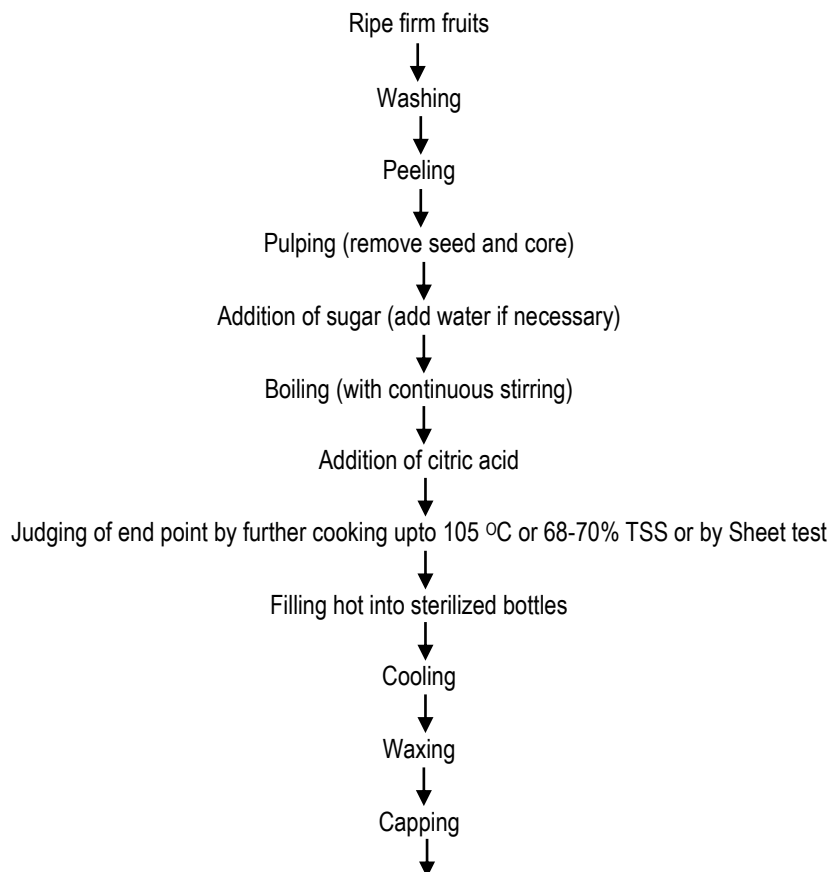 Ripe firm fruits
Washing
Peeling
Pulping (remove seed and core)
Addition of sugar (add water if necessary)
Boiling (with continuous stirring)
Addition of citric acid
Judging of end point by further cooking upto 105 ᴼC or 68-70% TSS or by Sheet test
Filling hot into sterilized bottles
Cooling
Waxing
Capping